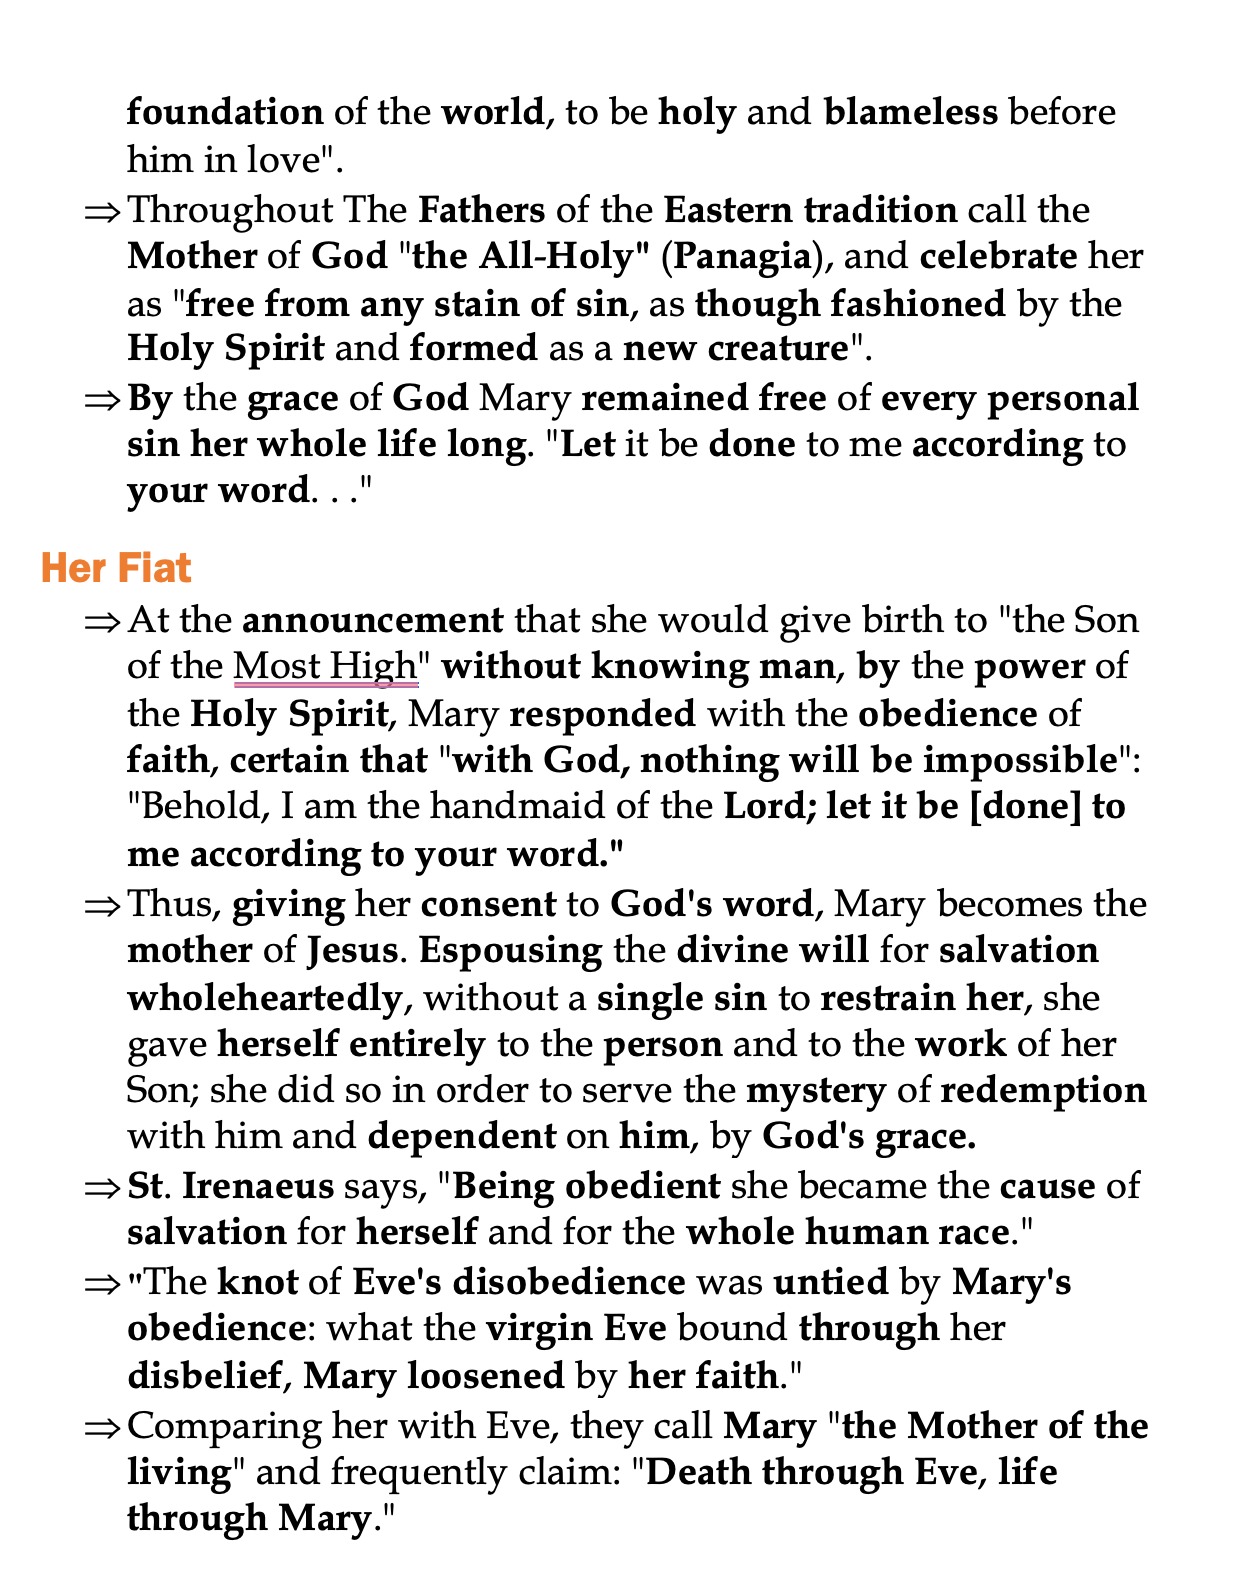 foundation of the world, to be holy and blameless before
him in love".
⇒ Throughout The Fathers of the Eastern tradition call the
Mother of God "the All-Holy" (Panagia), and celebrate her
as "free from any stain of sin, as though fashioned by the
Holy Spirit and formed as a new creature".
⇒ By the grace of God Mary remained free of every personal
sin her whole life long. "Let it be done to me according to
your word. . ."
Her Fiat
⇒ At the announcement that she would give birth to "the Son
of the Most High" without knowing man, by the power of
the Holy Spirit, Mary responded with the obedience of
faith, certain that "with God, nothing will be impossible":
"Behold, I am the handmaid of the Lord; let it be [done] to
me according to your word."
⇒ Thus, giving her consent to God's word, Mary becomes the
mother of Jesus. Espousing the divine will for salvation
wholeheartedly, without a single sin to restrain her, she
gave herself entirely to the person and to the work of her
Son; she did so in order to serve the mystery of redemption
with him and dependent on him, by God's grace.
⇒ St. Irenaeus says, "Being obedient she became the cause of
salvation for herself and for the whole human race."
⇒ "The knot of Eve's disobedience was untied by Mary's
obedience: what the virgin Eve bound through her
disbelief, Mary loosened by her faith."
⇒ Comparing her with Eve, they call Mary "the Mother of the
living" and frequently claim: "Death through Eve, life
through Mary."